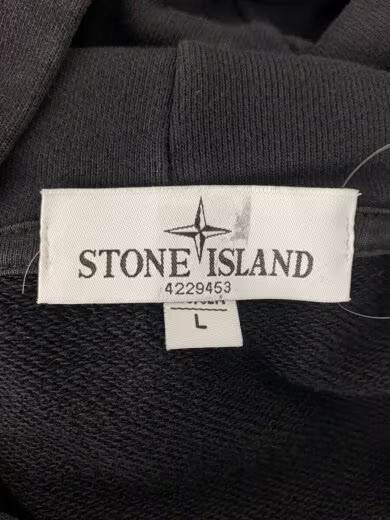 STONE ISLAND
4229453
L